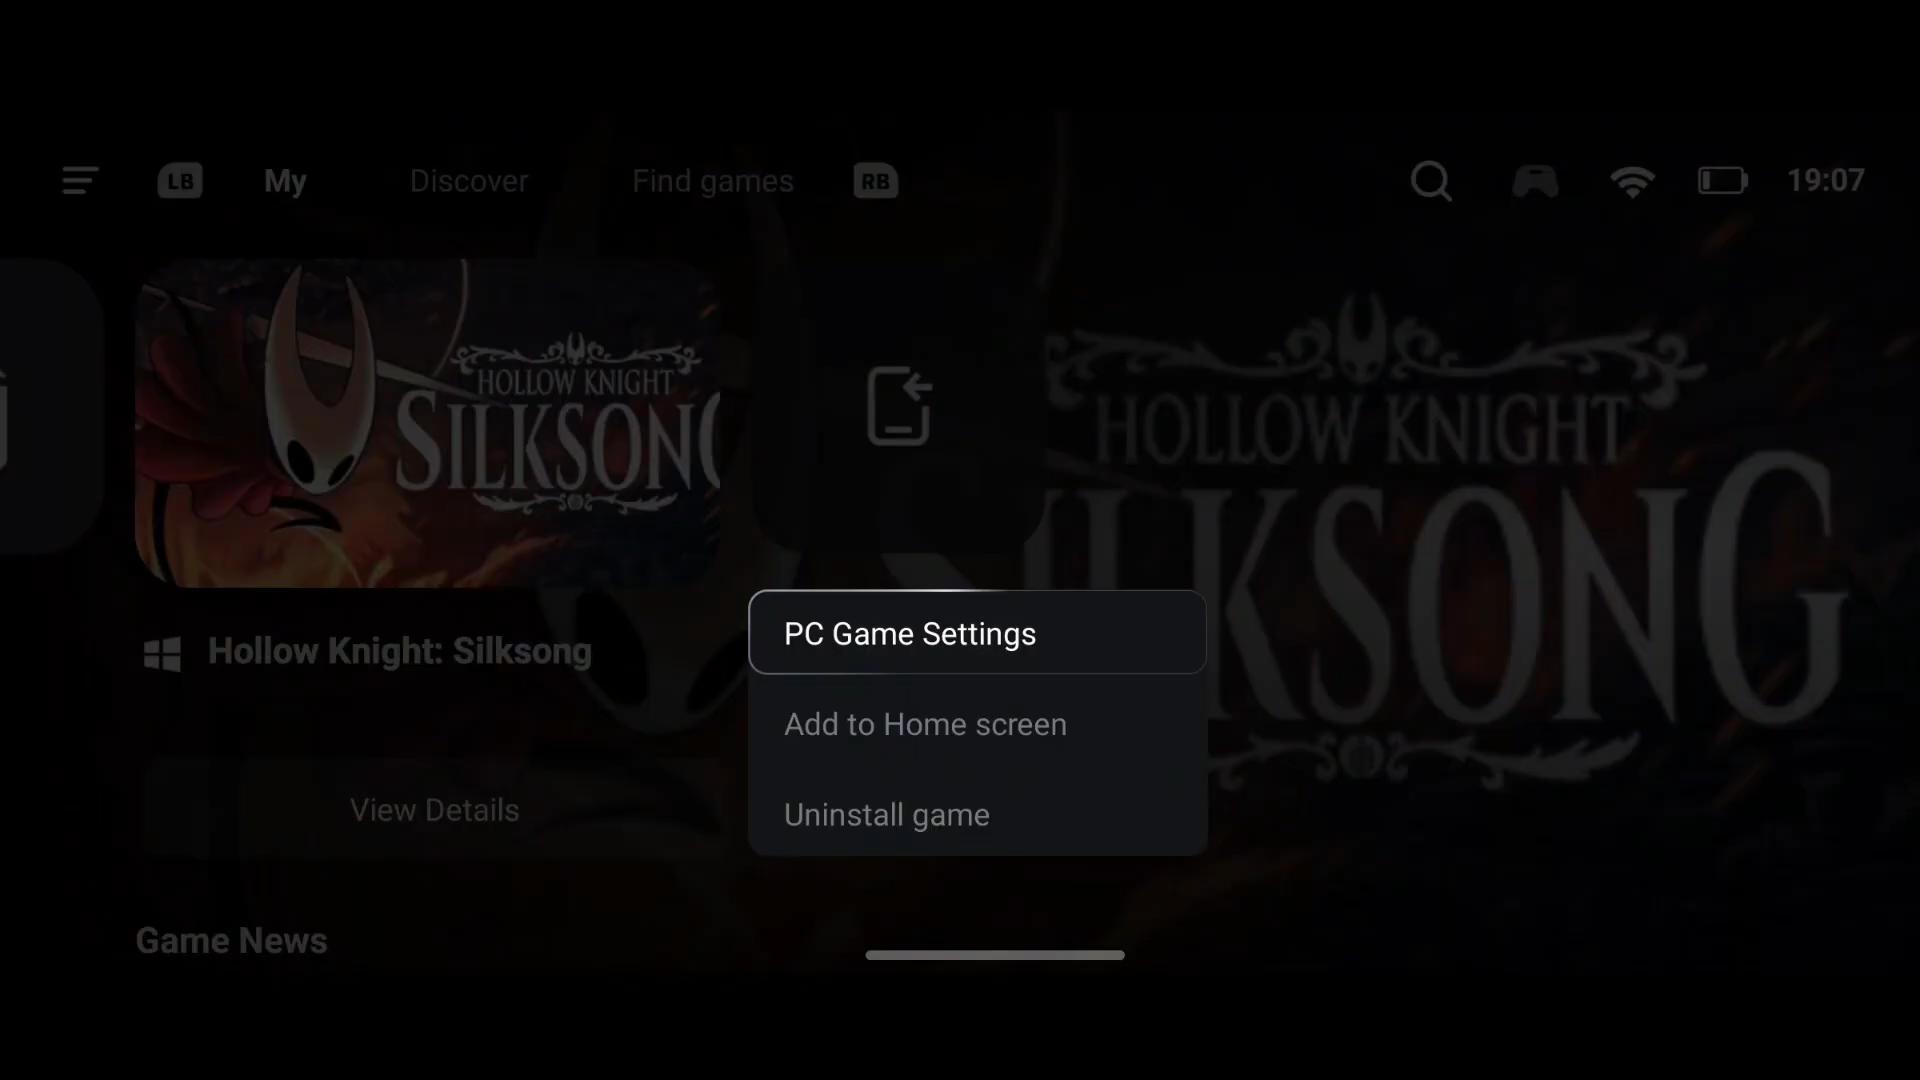 LB My Discover Find games RB 19:07
HOLLOW KNIGHT
SILKSONG
HOLLOW KNIGHT
SILKSONG
Hollow Knight: Silksong
View Details
PC Game Settings
Add to Home screen
Uninstall game
Game News